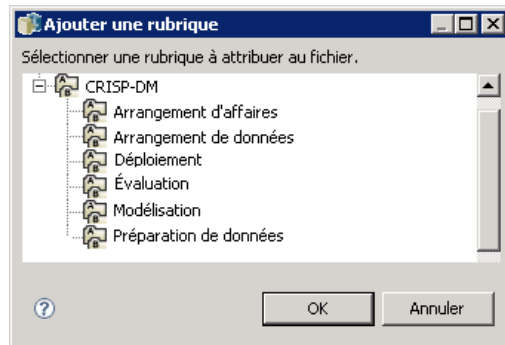 Ajouter une rubrique
Sélectionner une rubrique à attribuer au fichier.
CRISP-DM
Arrangement d'affaires
Arrangement de données
Déploiement
Évaluation
Modélisation
Préparation de données
OK
Annuler